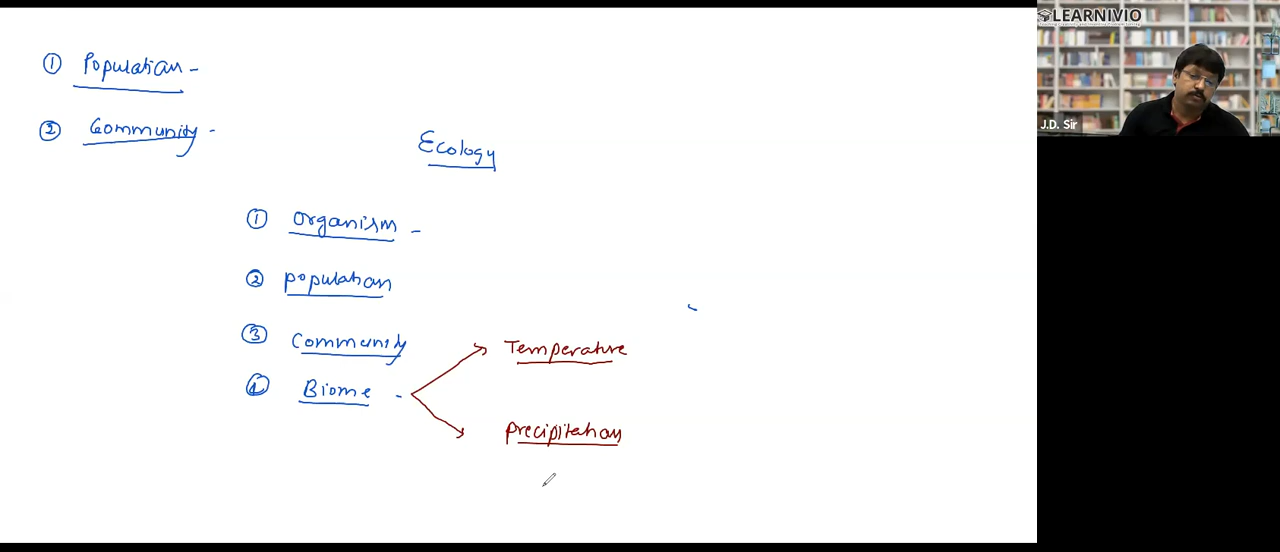 ① Population -
② Community -
Ecology
① Organism -
② population
③ Community
④ Biome -
Temperature
precipitation
LEARNIVIO
J.D. Sir